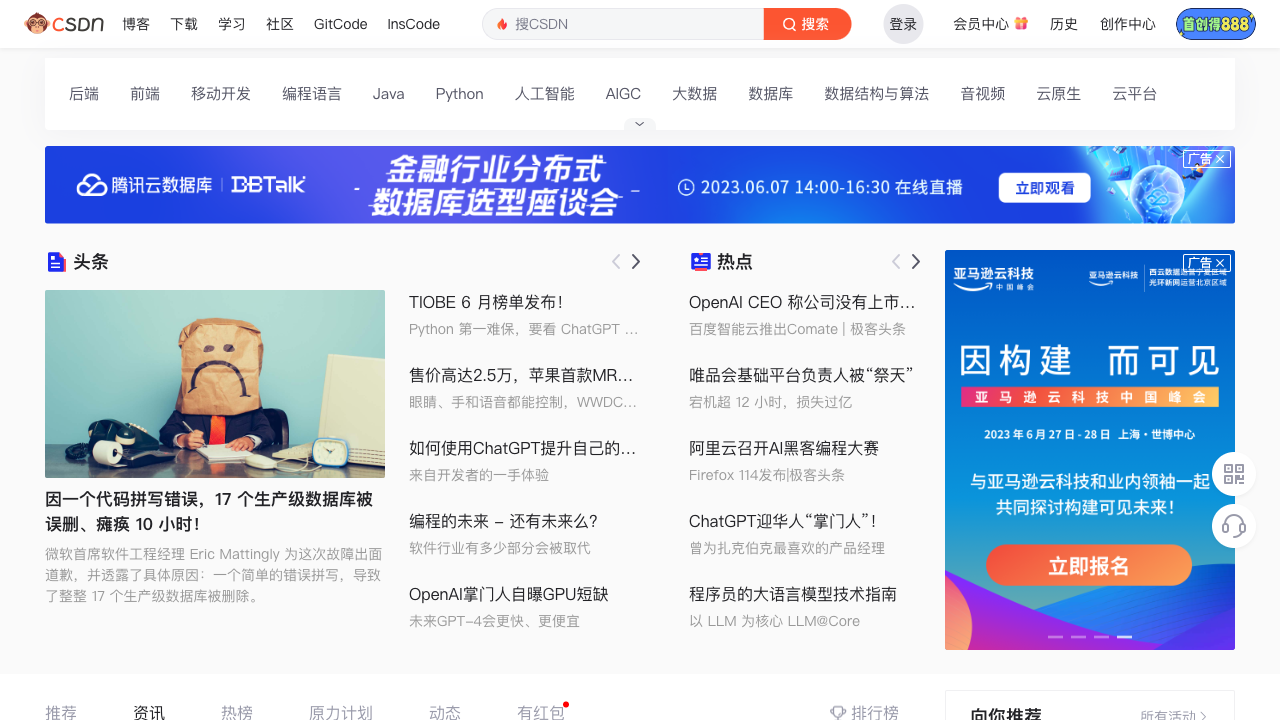 CSDN 博客 下载 学习 社区 GitCode InsCode 搜CSDN 搜索 登录 会员中心 历史 创作中心 首创得888
后端 前端 移动开发 编程语言 Java Python 人工智能 AIGC 大数据 数据库 数据结构与算法 音视频 云原生 云平台
腾讯云数据库 DBTalk
金融行业分布式
数据库选型座谈会
2023.06.07 14:00-16:30 在线直播
立即观看
广告
头条
因一个代码拼写错误，17 个生产级数据库被
误删、瘫痪 10 小时！
微软首席软件工程经理 Eric Mattingly 为这次故障出面
道歉，并透露了具体原因：一个简单的错误拼写，导致
了整整 17 个生产级数据库被删除。
TIOBE 6 月榜单发布！
Python 第一难保，要看 ChatGPT ...
售价高达2.5万，苹果首款MR...
眼睛、手和语音都能控制，WWDC...
如何使用ChatGPT提升自己的...
来自开发者的一手体验
编程的未来 – 还有未来么？
软件行业有多少部分会被取代
OpenAI掌门人自曝GPU短缺
未来GPT-4会更快、更便宜
热点
OpenAI CEO 称公司没有上市...
百度智能云推出Comate | 极客头条
唯品会基础平台负责人被“祭天”
宕机超 12 小时，损失过亿
阿里云召开AI黑客编程大赛
Firefox 114发布|极客头条
ChatGPT迎华人“掌门人”！
曾为扎克伯克最喜欢的产品经理
程序员的大语言模型技术指南
以 LLM 为核心 LLM@Core
广告
亚马逊云科技
中国峰会
亚马逊云科技
西云数据运营宁夏区域
光环新网运营北京区域
因构建 而可见
亚马逊云科技中国峰会
2023 年 6 月 27 日 - 28 日 上海·世博中心
与亚马逊云科技和业内领袖一起
共同探讨构建可见未来！
立即报名
推荐 资讯 热榜 原力计划 动态 有红包 排行榜
向你推荐 所有活动